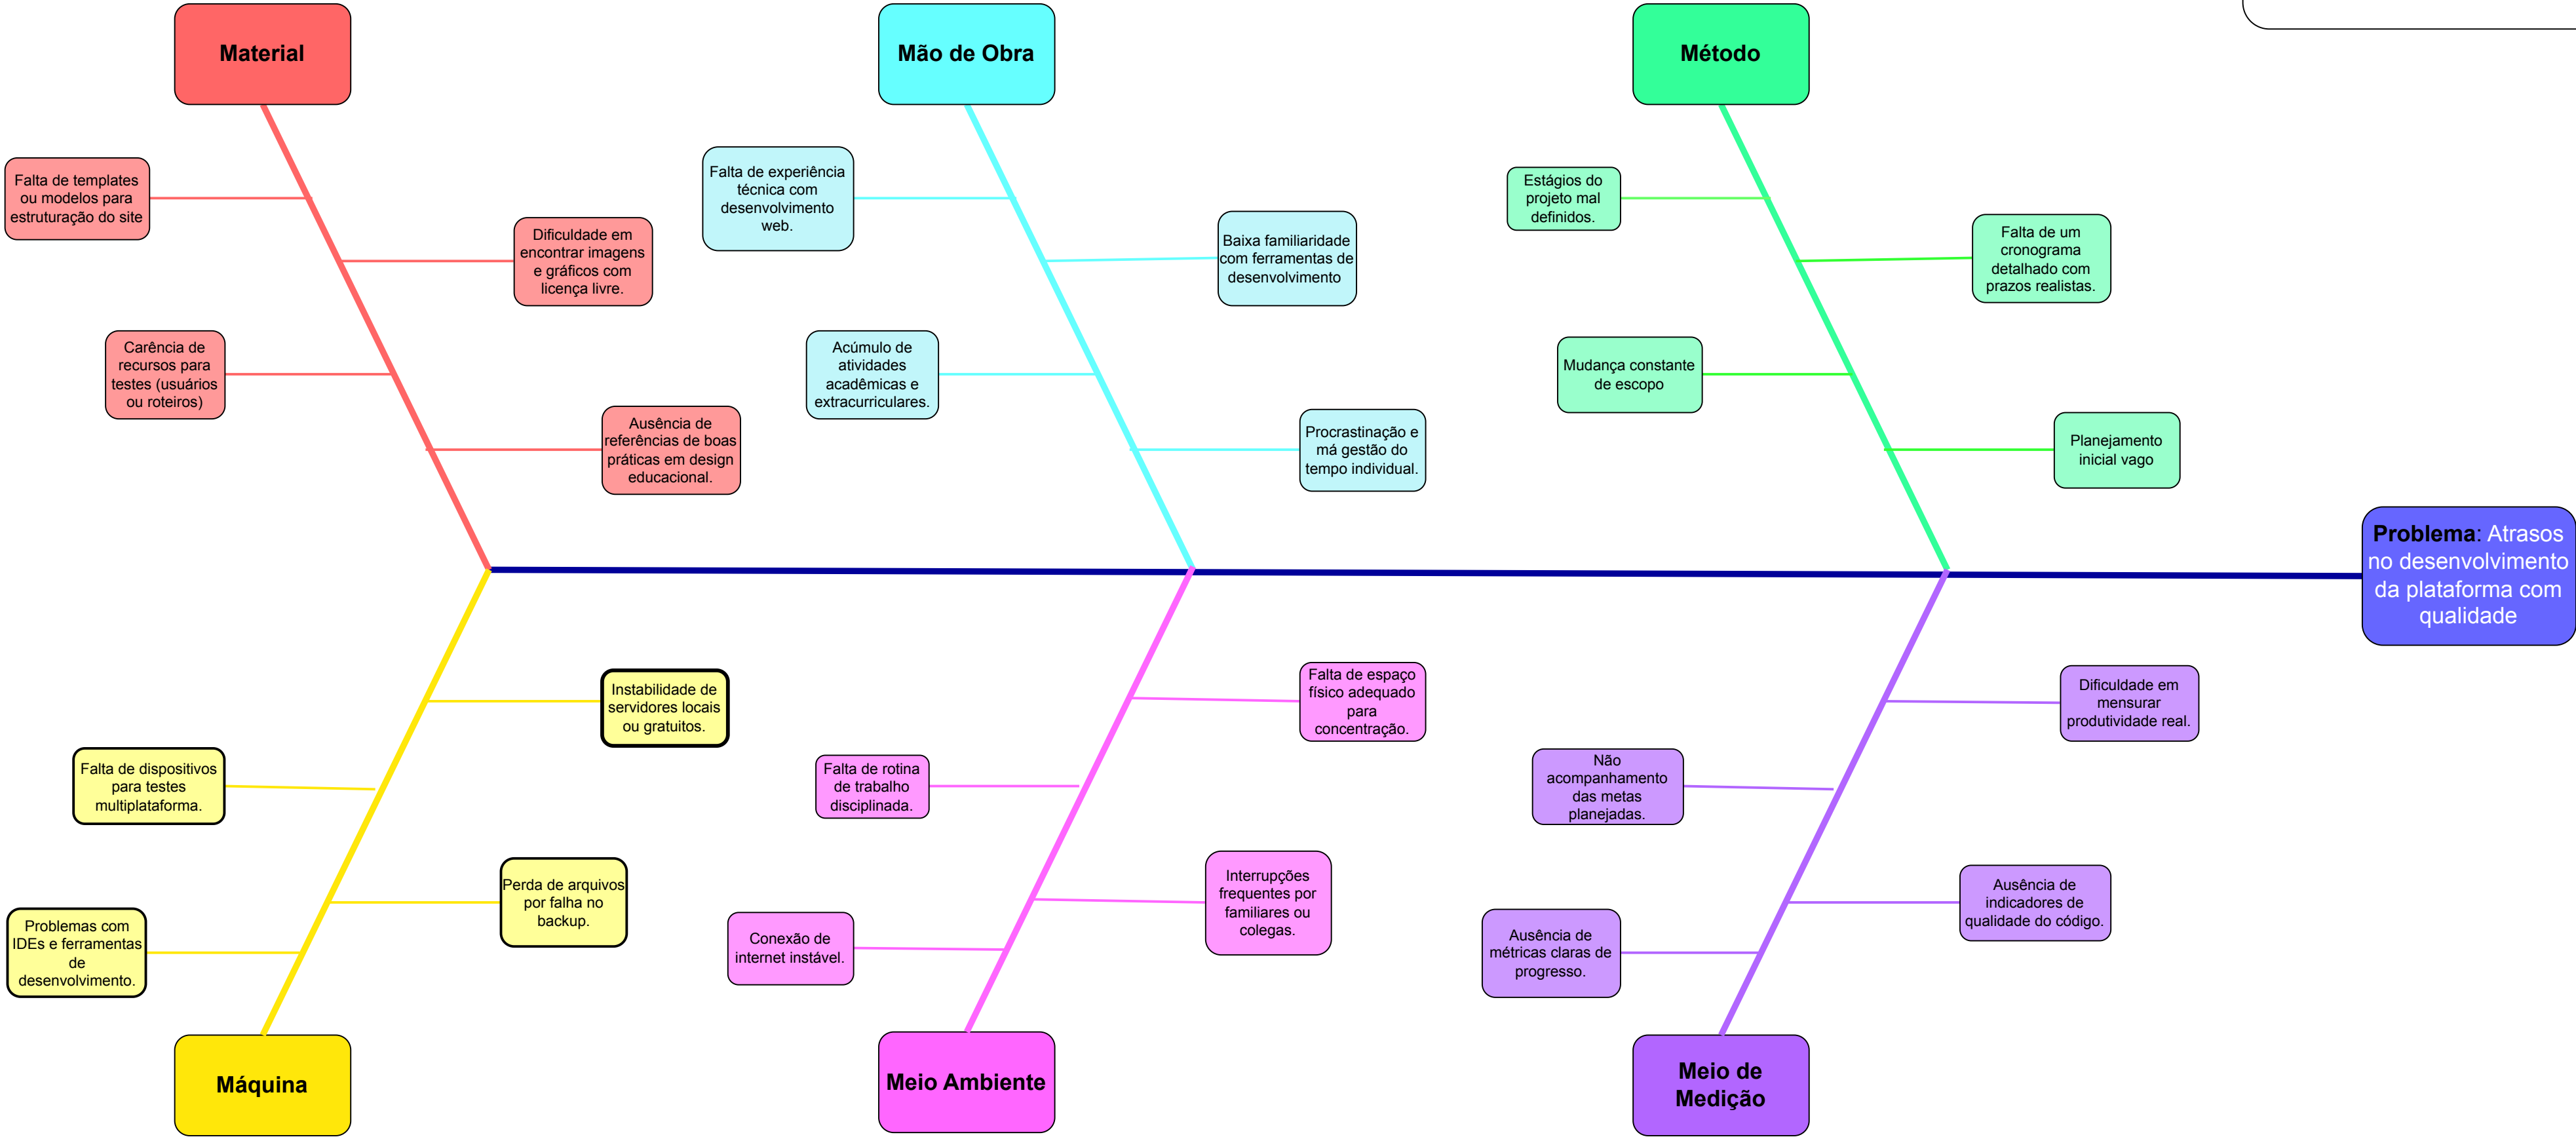 Material
Mão de Obra
Método
Falta de templates
ou modelos para
estruturação do site
Dificuldade em
encontrar imagens
e gráficos com
licença livre.
Carência de
recursos para
testes (usuários
ou roteiros)
Ausência de
referências de boas
práticas em design
educacional.
Falta de experiência
técnica com
desenvolvimento
web.
Baixa familiaridade
com ferramentas de
desenvolvimento
Acúmulo de
atividades
acadêmicas e
extracurriculares.
Procrastinação e
má gestão do
tempo individual.
Estágios do
projeto mal
definidos.
Falta de um
cronograma
detalhado com
prazos realistas.
Mudança constante
de escopo
Planejamento
inicial vago
Problema: Atrasos
no desenvolvimento
da plataforma com
qualidade
Instabilidade de
servidores locais
ou gratuitos.
Falta de dispositivos
para testes
multiplataforma.
Perda de arquivos
por falha no
backup.
Problemas com
IDEs e ferramentas
de
desenvolvimento.
Falta de espaço
físico adequado
para
concentração.
Falta de rotina
de trabalho
disciplinada.
Interrupções
frequentes por
familiares ou
colegas.
Conexão de
internet instável.
Dificuldade em
mensurar
produtividade real.
Não
acompanhamento
das metas
planejadas.
Ausência de
indicadores de
qualidade do código.
Ausência de
métricas claras de
progresso.
Máquina
Meio Ambiente
Meio de
Medição